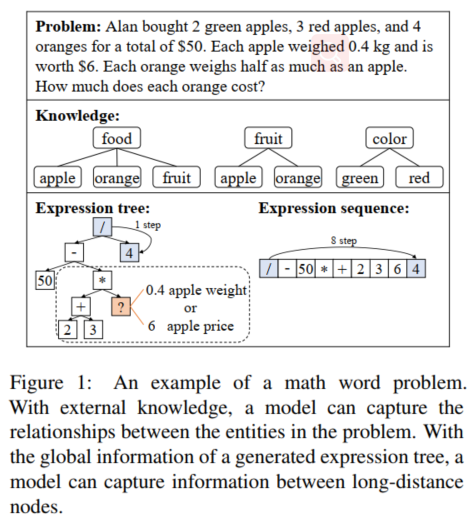 Problem: Alan bought 2 green apples, 3 red apples, and 4
oranges for a total of $50. Each apple weighed 0.4 kg and is
worth $6. Each orange weighs half as much as an apple.
How much does each orange cost?
Knowledge:
food
fruit
color
apple orange fruit
apple orange
green red
Expression tree:
Expression sequence:
/
1 step
8 step
- 4
/ - 50 * + 2 3 6 4
50 *
0.4 apple weight
+ ?
or
6 apple price
2 3
Figure 1: An example of a math word problem.
With external knowledge, a model can capture the
relationships between the entities in the problem. With
the global information of a generated expression tree, a
model can capture information between long-distance
nodes.